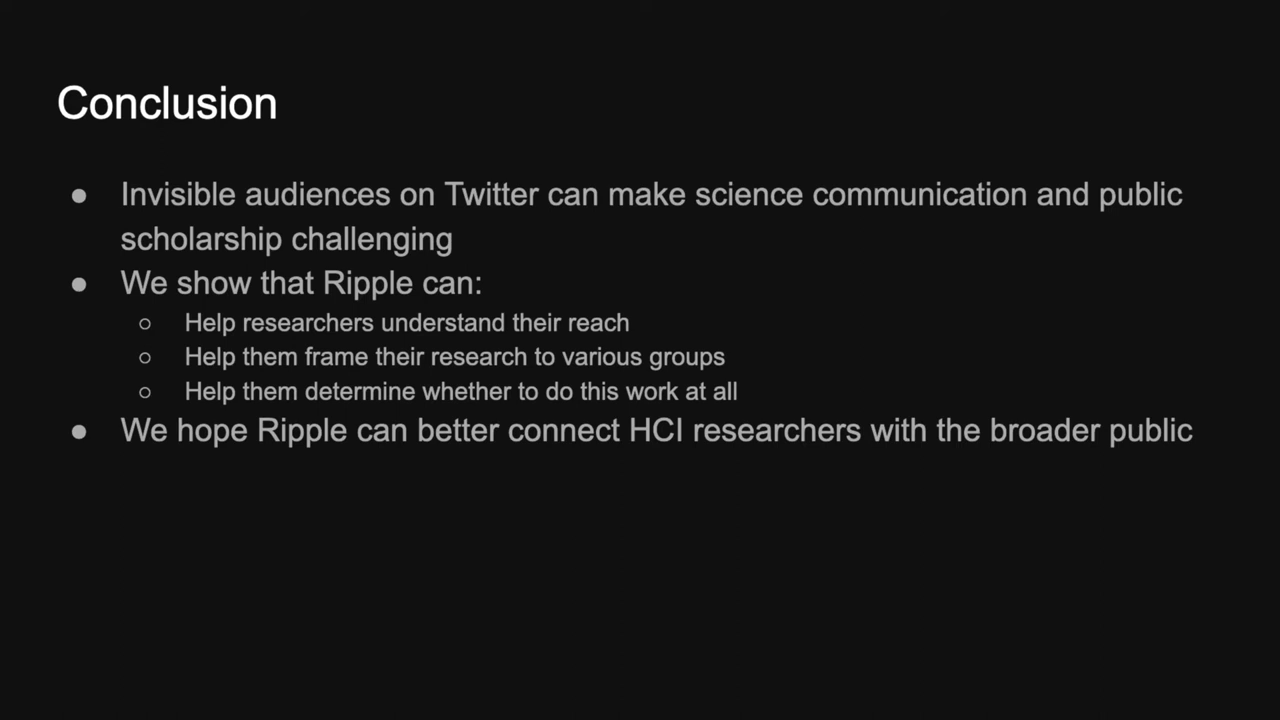 Conclusion
● Invisible audiences on Twitter can make science communication and public
scholarship challenging
● We show that Ripple can:
○ Help researchers understand their reach
○ Help them frame their research to various groups
○ Help them determine whether to do this work at all
● We hope Ripple can better connect HCI researchers with the broader public